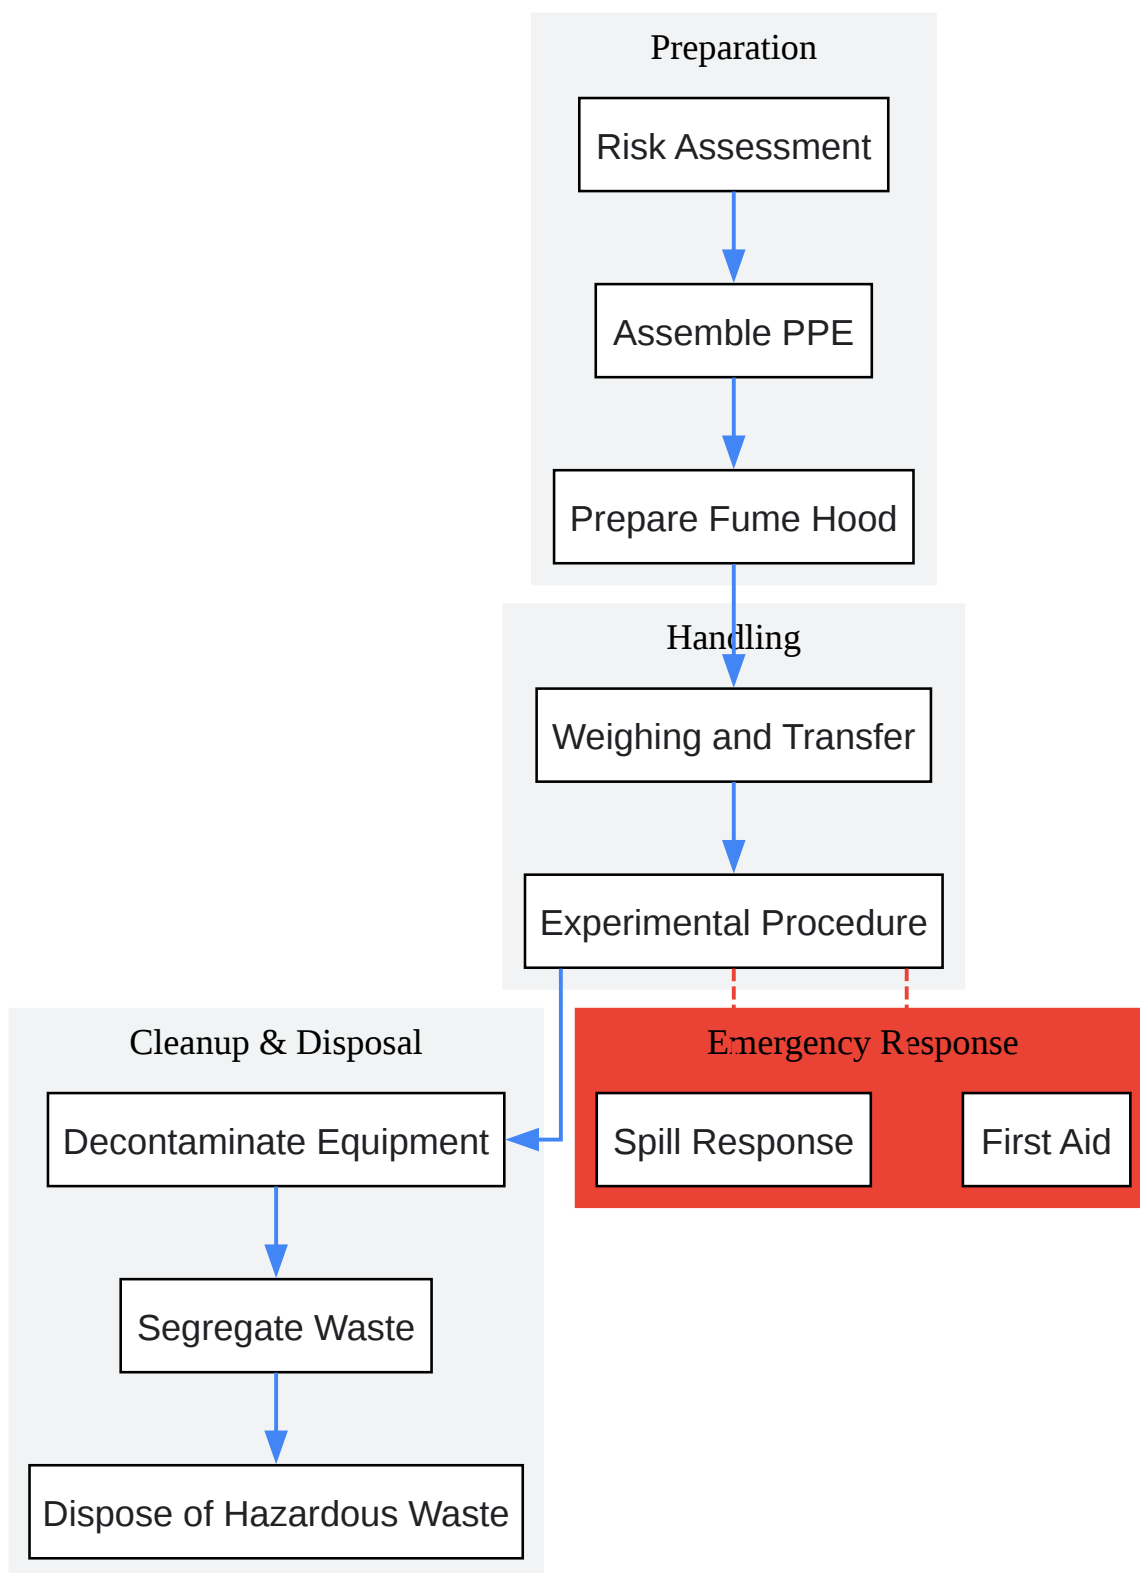 Preparation
Risk Assessment
Assemble PPE
Prepare Fume Hood
Handling
Weighing and Transfer
Experimental Procedure
Cleanup & Disposal
Decontaminate Equipment
Segregate Waste
Dispose of Hazardous Waste
Emergency Response
Spill Response
First Aid